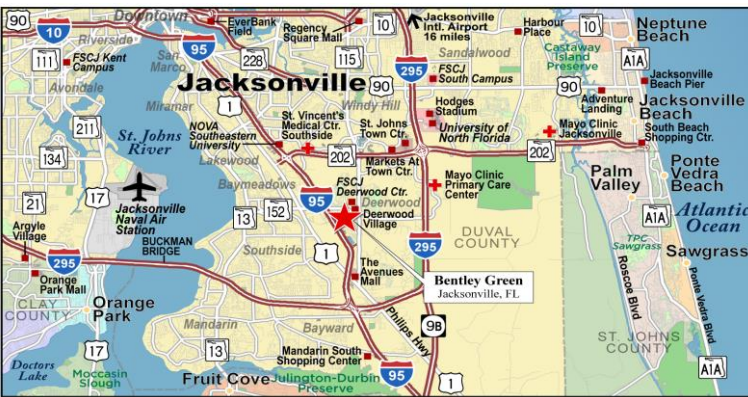 90
Downtown
10
Riverside
111
FSCJ Kent
Campus
Avondale
San
Marco
95
EverBank
Field
228
Regency
Square Mall
10
115
Jacksonville
Intl. Airport
16 miles
Sandalwood
Harbour
Place
10
Castaway
Island
Preserve
Neptune
Beach
A1A
Jacksonville
Beach Pier
Jacksonville
1
Miramar
Windy Hill
295
90
FSCJ
South Campus
90
Adventure
Landing
Jacksonville
Beach
211
134
St. Johns
River
NOVA
Southeastern
University
St. Vincent's
Medical Ctr.
Southside
St. Johns
Town Ctr.
Hodges
Stadium
University of
North Florida
Mayo Clinic
Jacksonville
South Beach
Shopping Ctr.
Lakewood
202
Markets At
Town Ctr.
202
Ponte
Vedra
Beach
Baymeadows
FSCJ
Deerwood Ctr.
Deerwood
Deerwood
Village
Mayo Clinic
Primary Care
Center
Palm
Valley
17
21
Jacksonville
Naval Air
Station
13
152
95
A1A
Atlantic
Ocean
Argyle
Village
BUCKMAN
BRIDGE
Southside
1
295
DUVAL
COUNTY
TPC
Sawgrass
Sawgrass
295
Orange
Park Mall
The
Avenues
Mall
Bentley Green
Jacksonville, FL
Roscoe Blvd
Ponte Vedra Blvd
CLAY
COUNTY
Orange
Park
Mandarin
Bayward
Philips Hwy
9B
ST. JOHNS
COUNTY
17
13
Mandarin South
Shopping Center
95
1
A1A
Doctors
Lake
Moccasin
Slough
Fruit Cove
Julington-Durbin
Preserve